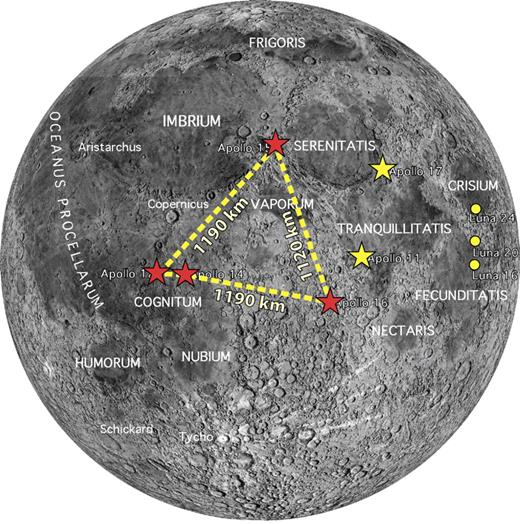 FRIGORIS
IMBRIUM
Aristarchus
Apollo 15
SERENITATIS
Apollo 17
OCEANUS PROCELLARUM
CRISIUM
Copernicus
VAPORUM
Luna 24
1190 km
1120km
TRANQUILLITATIS
Luna 20
Apollo 11
Apollo 12
Apollo 14
Luna 16
COGNITUM
1190 km
Apollo 16
FECUNDITATIS
NECTARIS
HUMORUM
NUBIUM
Schickard
Tycho